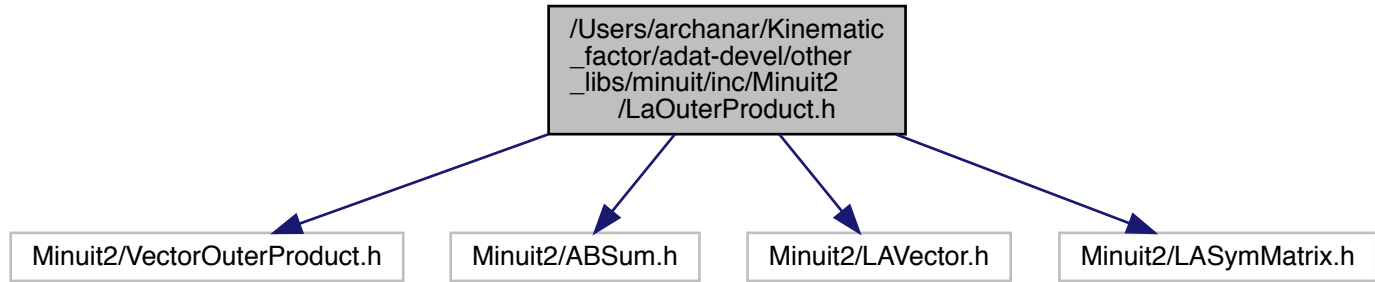 /Users/archanar/Kinematic
_factor/adat-devel/other
_libs/minuit/inc/Minuit2
/LaOuterProduct.h
Minuit2/VectorOuterProduct.h
Minuit2/ABSum.h
Minuit2/LAVector.h
Minuit2/LASymMatrix.h